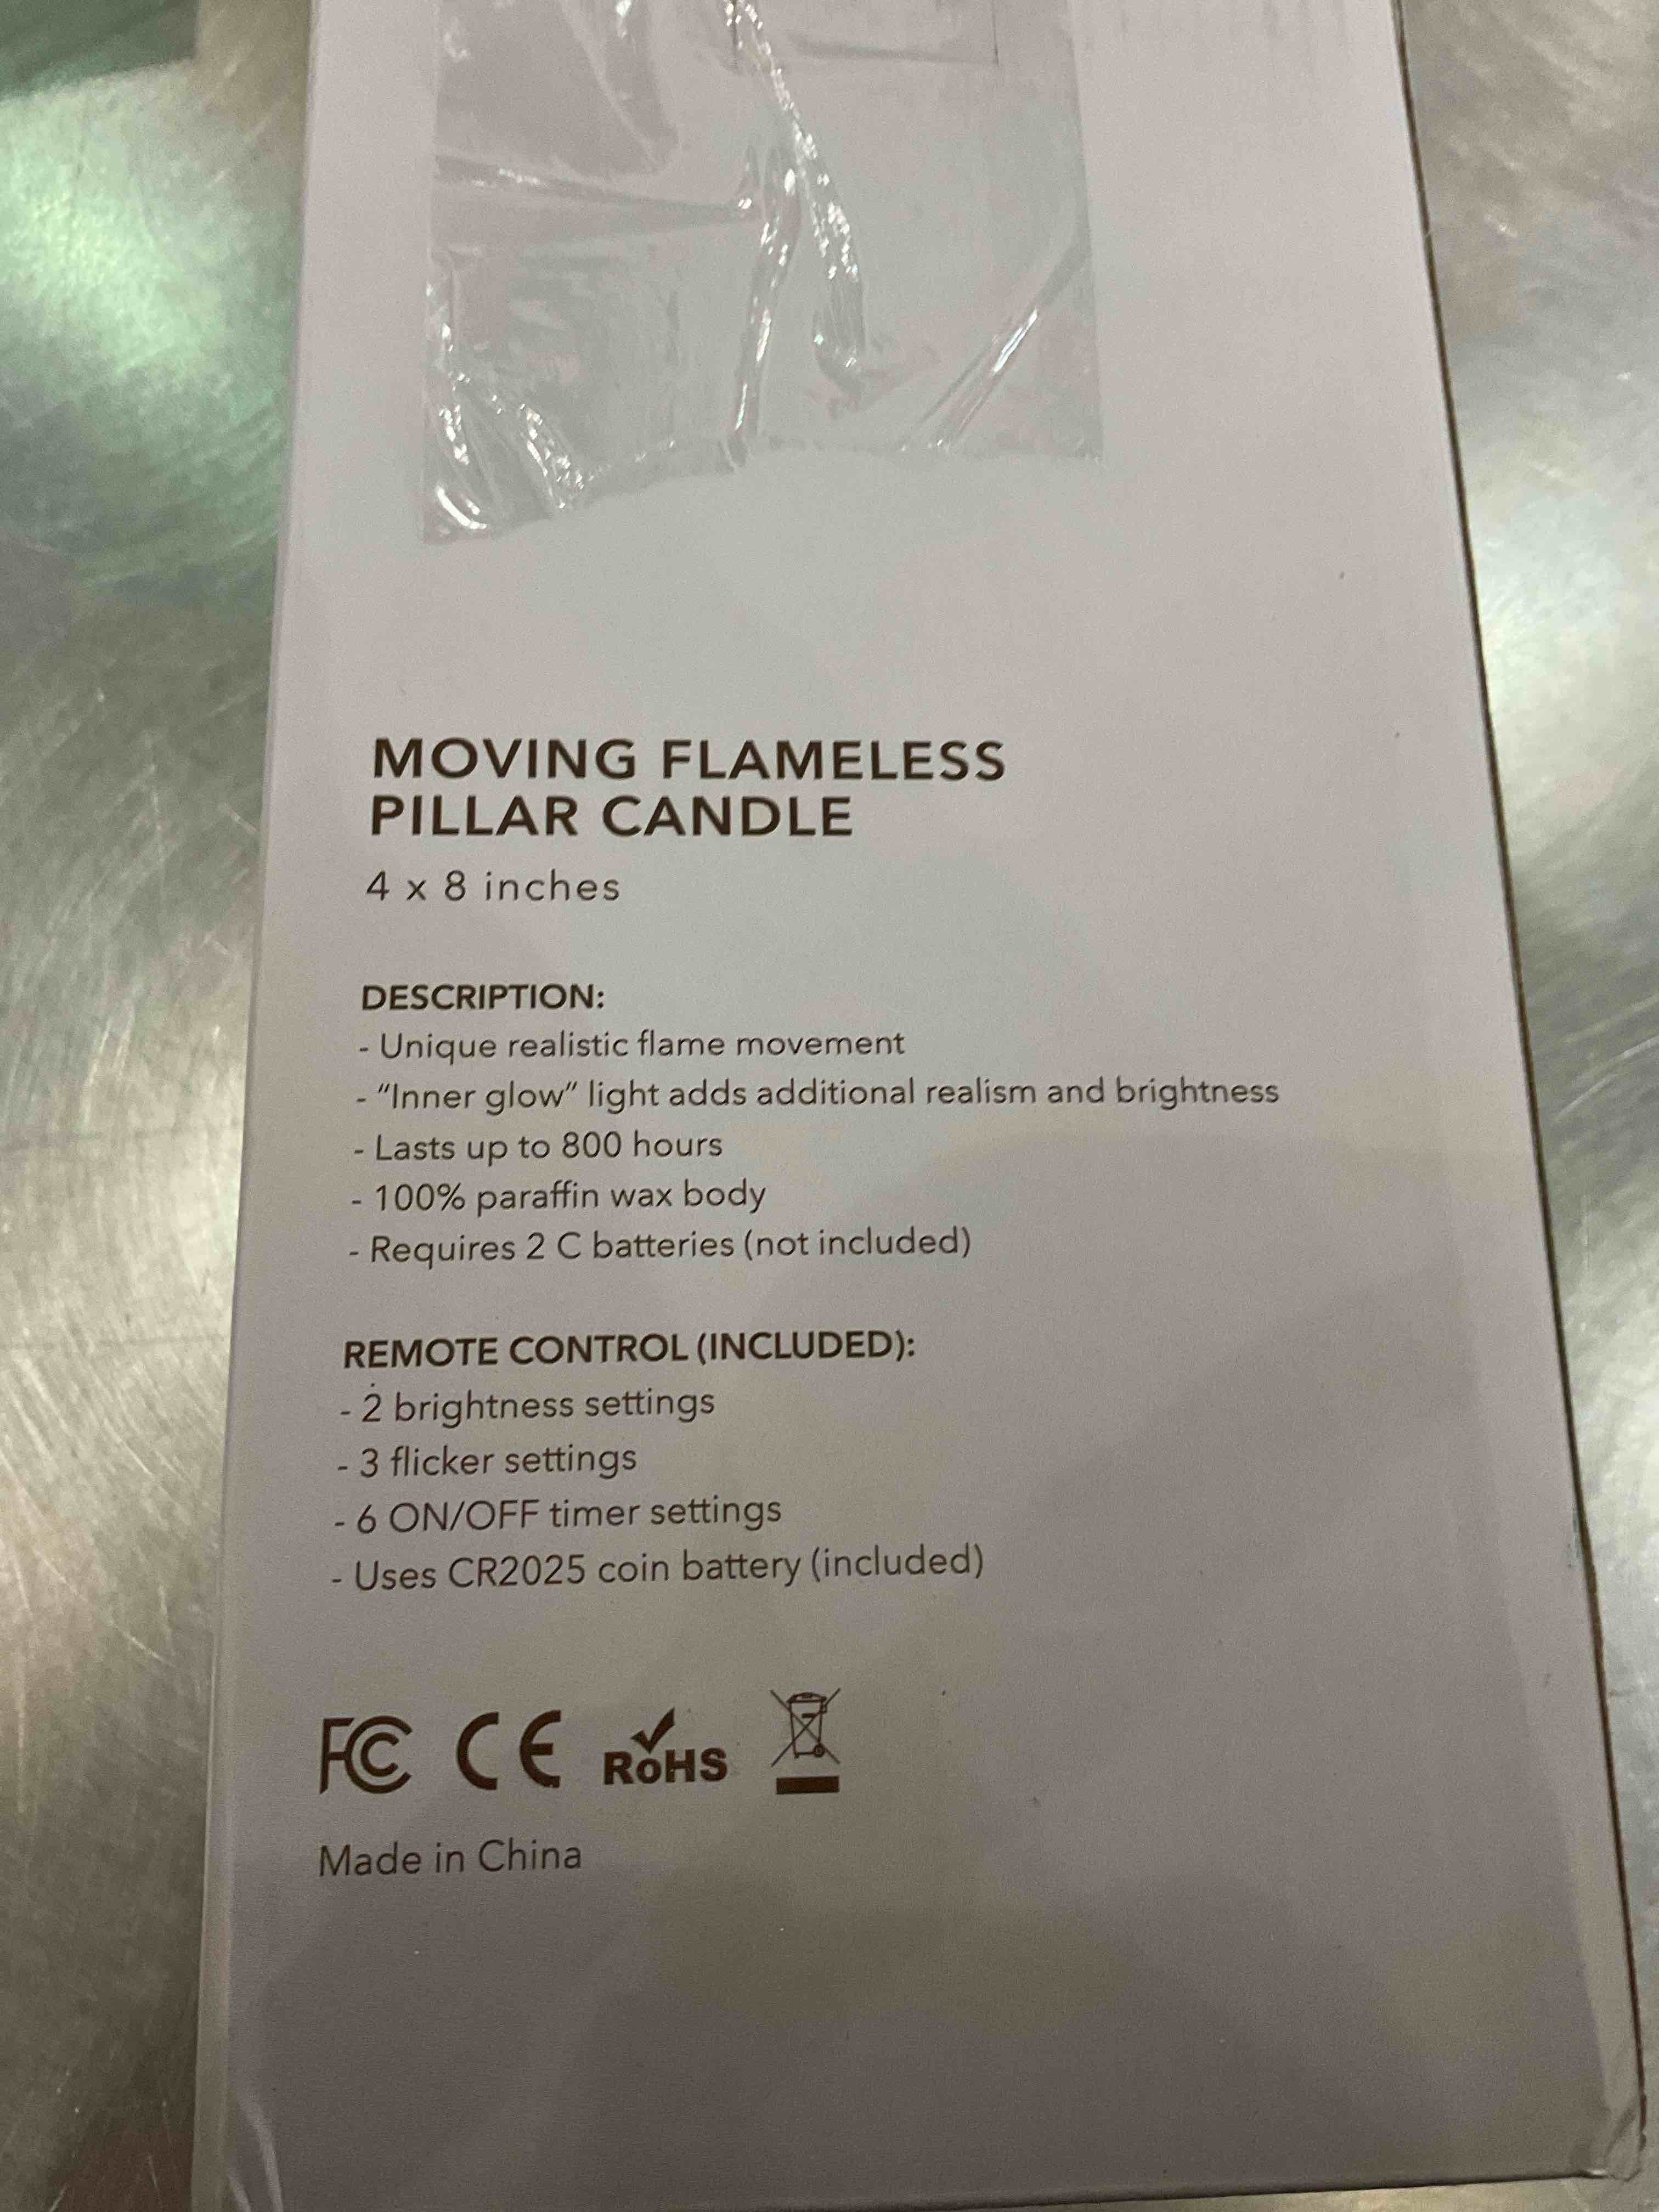 MOVING FLAMELESS
PILLAR CANDLE
4 x 8 inches
DESCRIPTION:
- Unique realistic flame movement
- “Inner glow” light adds additional realism and brightness
- Lasts up to 800 hours
- 100% paraffin wax body
- Requires 2 C batteries (not included)
REMOTE CONTROL (INCLUDED):
- 2 brightness settings
- 3 flicker settings
- 6 ON/OFF timer settings
- Uses CR2025 coin battery (included)
FC CE RoHS
Made in China